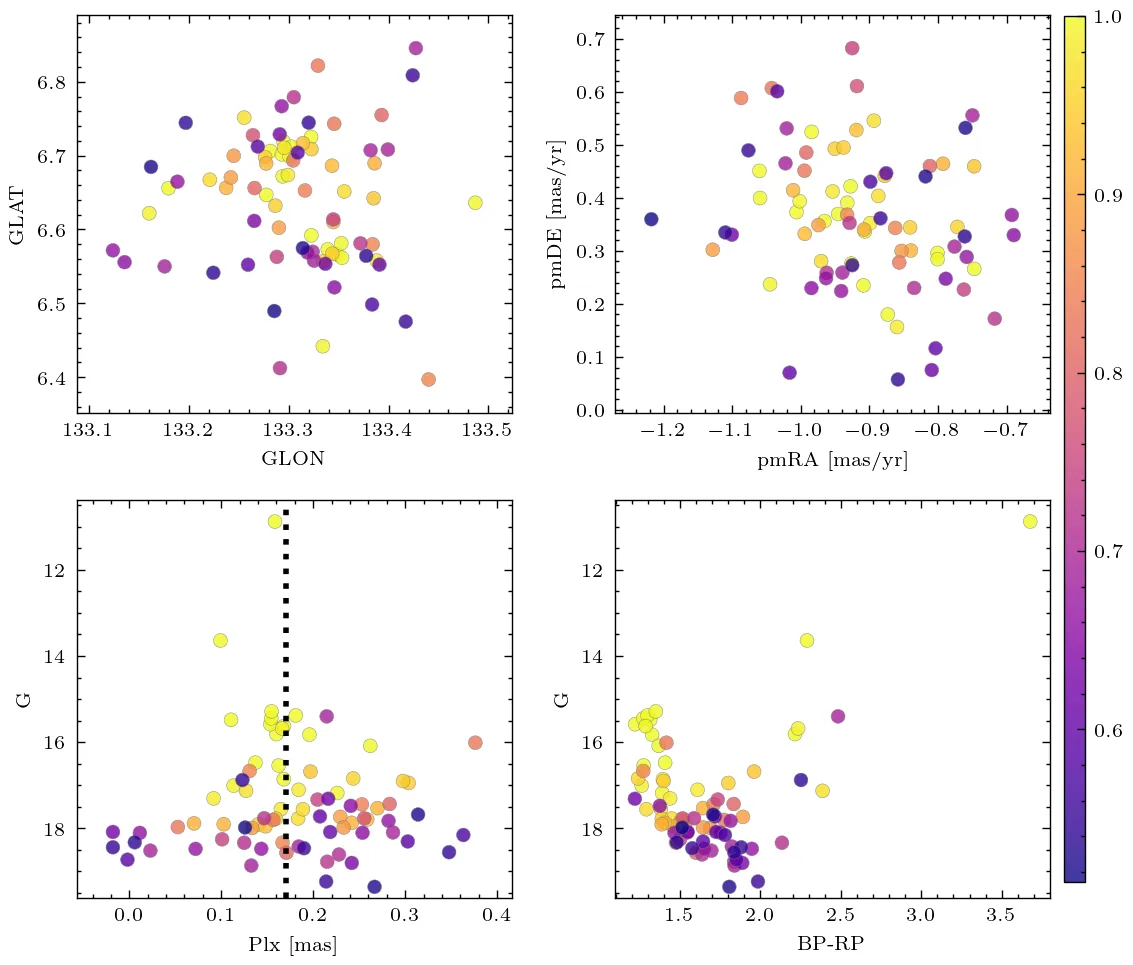 6.8
6.7
6.6
6.5
6.4
GLAT
133.1 133.2 133.3 133.4 133.5
GLON
0.7
0.6
0.5
0.4
0.3
0.2
0.1
0.0
pmDE [mas/yr]
−1.2 −1.1 −1.0 −0.9 −0.8 −0.7
pmRA [mas/yr]
1.0
0.9
0.8
0.7
0.6
12
14
16
18
G
0.0 0.1 0.2 0.3 0.4
Plx [mas]
12
14
16
18
G
1.5 2.0 2.5 3.0 3.5
BP-RP